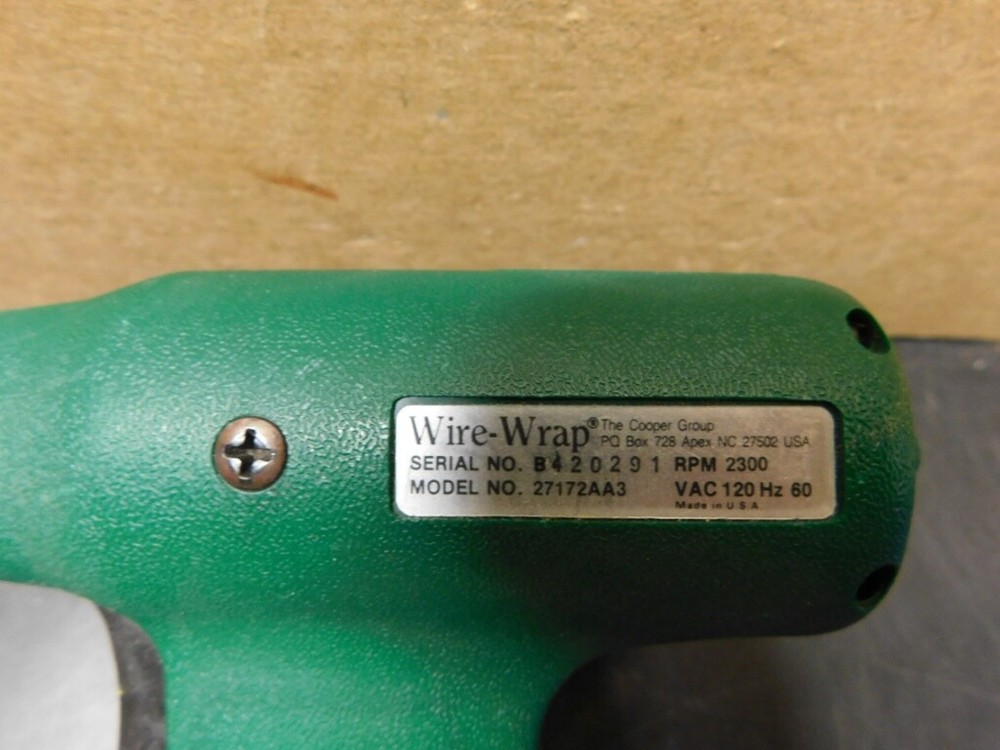 Wire-Wrap® The Cooper Group
PO Box 728 Apex NC 27502 USA
SERIAL NO. B420291 RPM 2300
MODEL NO. 27172AA3 VAC 120 Hz 60
Made in U S A